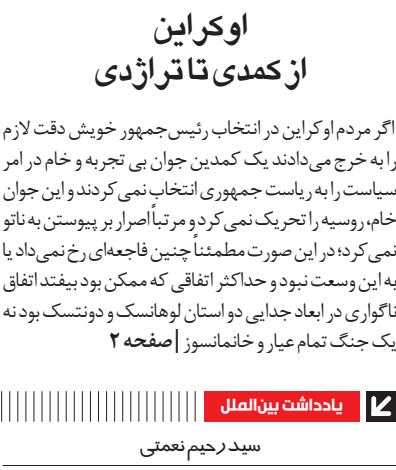 اوکراین
از کمدی تا تراژدی
اگر مردم اوکراین در انتخاب رئیس‌جمهور خویش دقت لازم
را به خرج می‌دادند یک کمدین جوان بی تجربه و خام در امر
سیاست را به ریاست جمهوری انتخاب نمی‌کردند و این جوان
خام، روسیه را تحریک نمی‌کرد و مرتباً اصرار بر پیوستن به ناتو
نمی‌کرد؛ در این صورت مطمئناً چنین فاجعه‌ای رخ نمی‌داد یا
به این وسعت نبود و حداکثر اتفاقی که ممکن بود بیفتد اتفاق
ناگواری در ابعاد جدایی دو استان لوهانسک و دونتسک بود نه
یک جنگ تمام عیار و خانمانسوز | صفحه ۲
یادداشت بین‌الملل
سید رحیم نعمتی